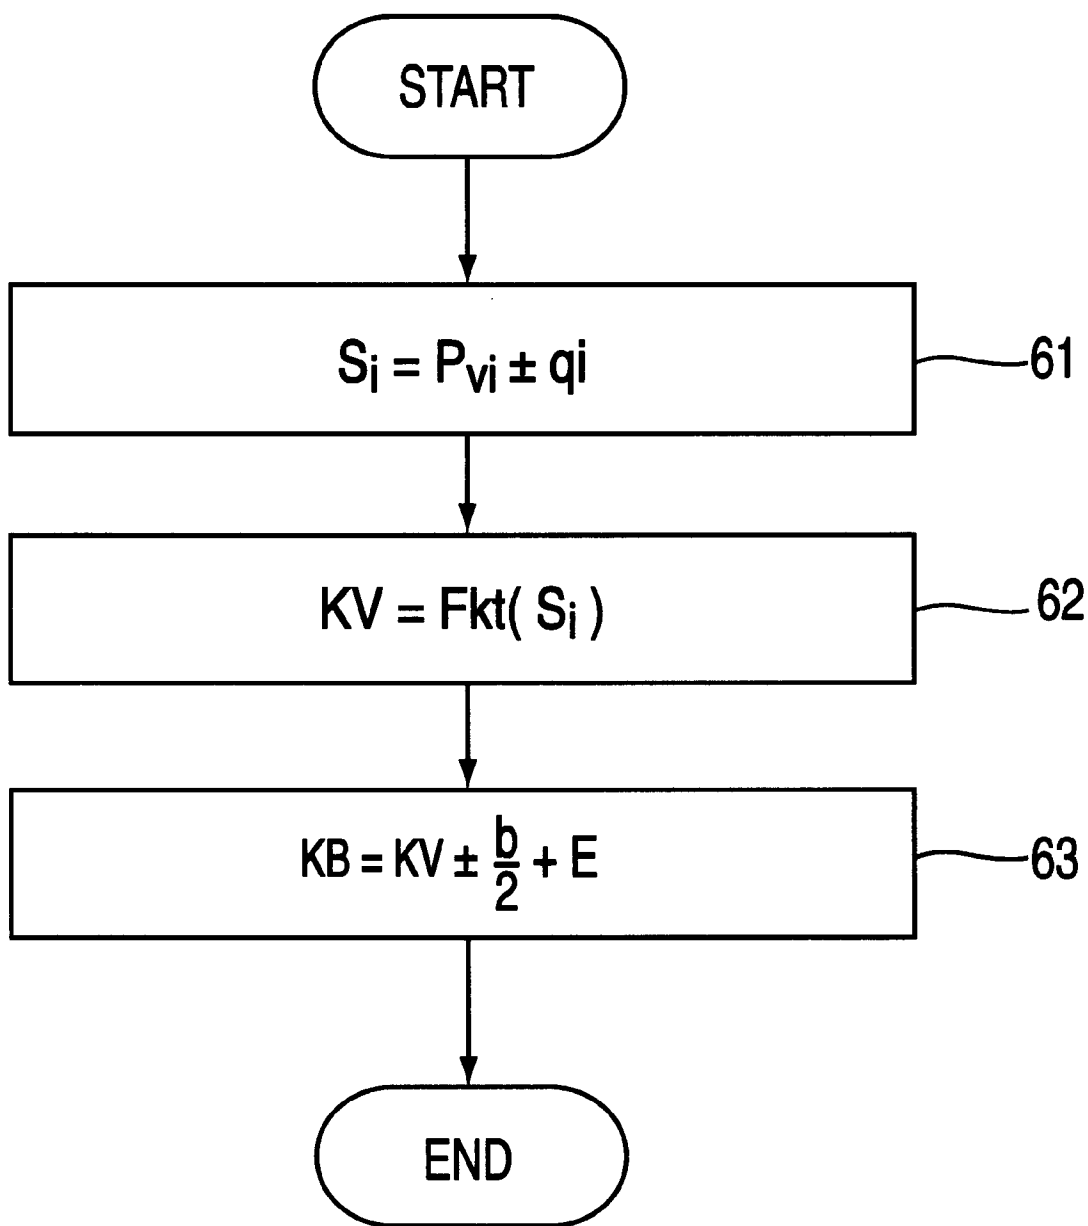 START
Sᵢ = Pᵥᵢ ± qi
61
KV = Fkt( Sᵢ )
62
KB = KV ± b/2 + E
63
END